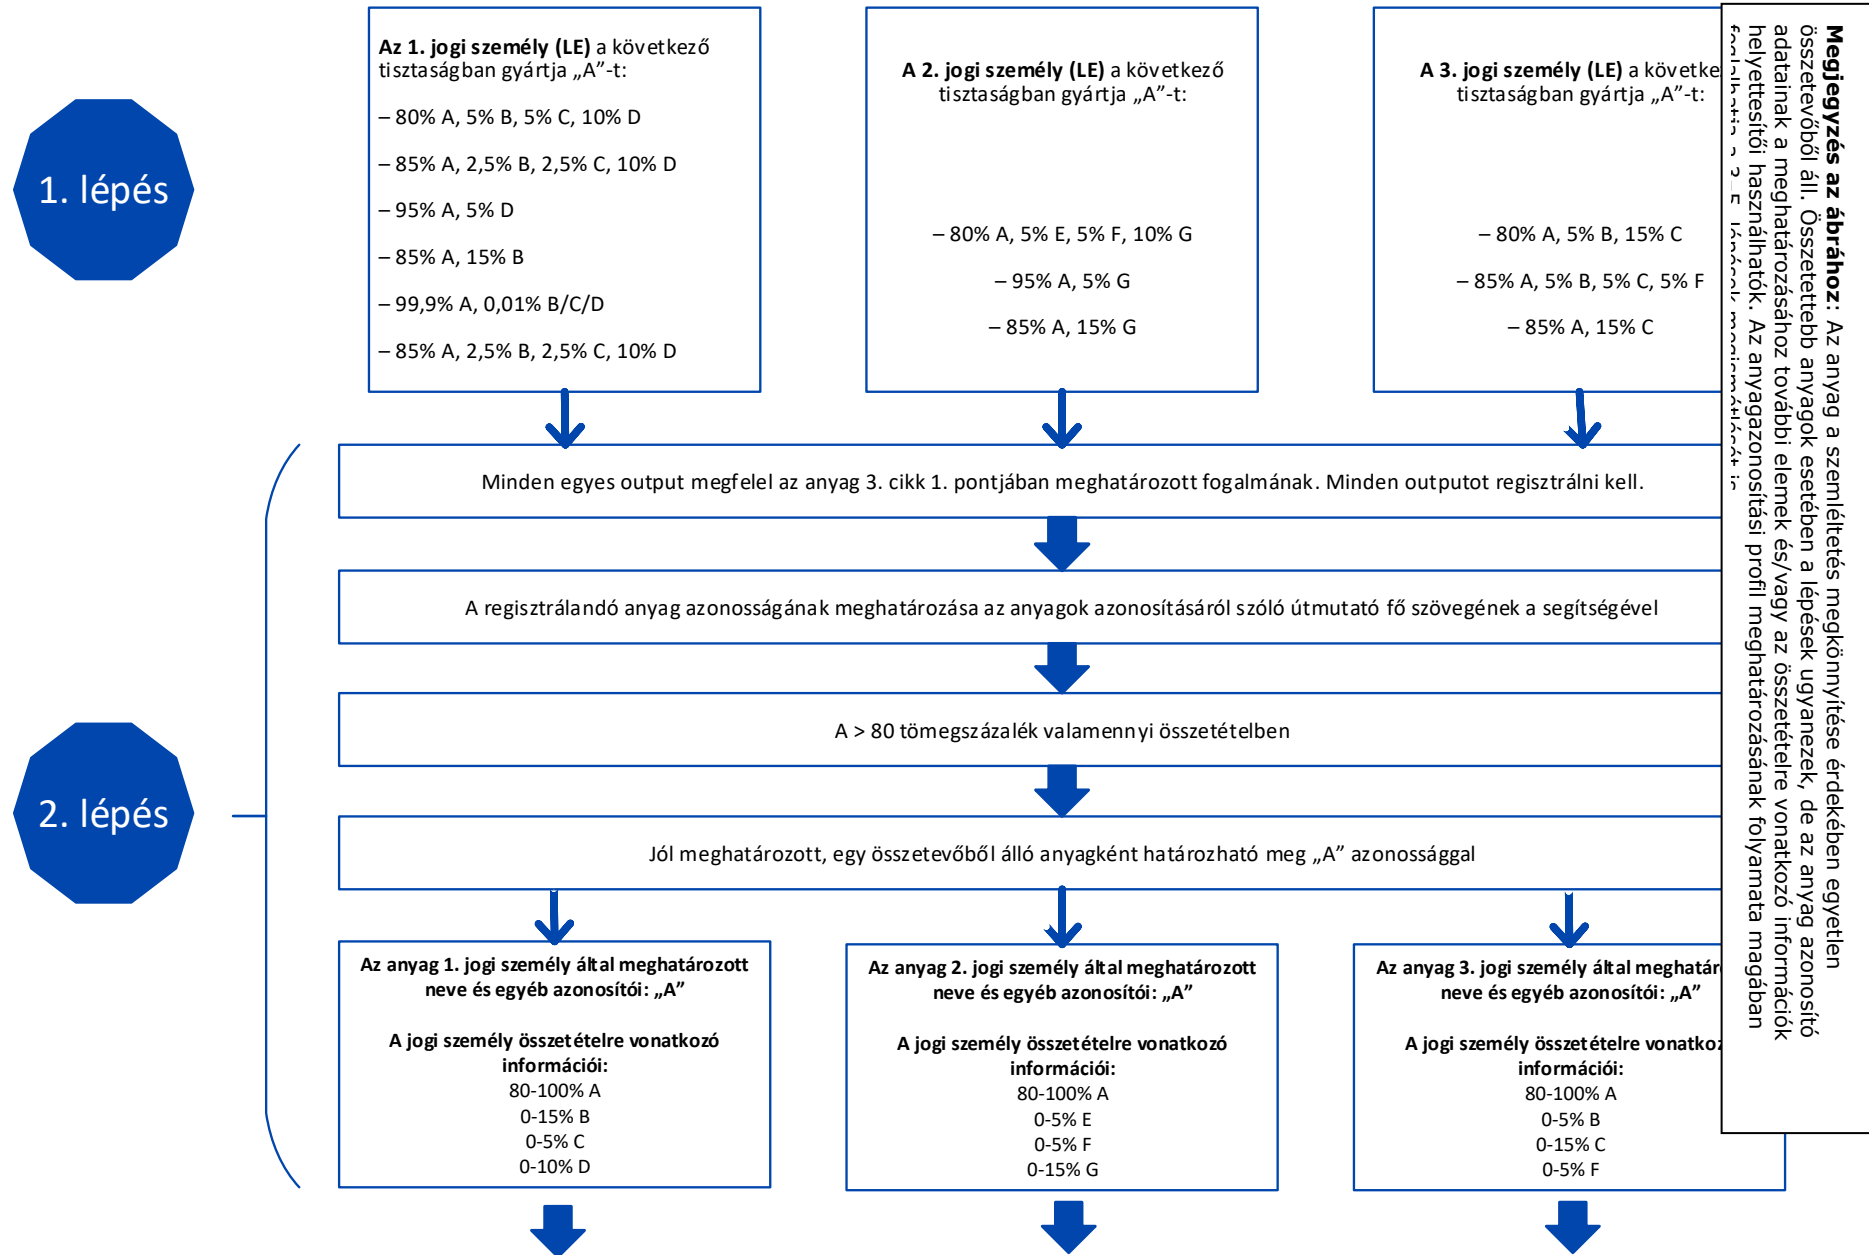 1. lépés
Az 1. jogi személy (LE) a következő
tisztaságban gyártja „A”-t:
– 80% A, 5% B, 5% C, 10% D
– 85% A, 2,5% B, 2,5% C, 10% D
– 95% A, 5% D
– 85% A, 15% B
– 99,9% A, 0,01% B/C/D
– 85% A, 2,5% B, 2,5% C, 10% D
A 2. jogi személy (LE) a következő
tisztaságban gyártja „A”-t:
– 80% A, 5% E, 5% F, 10% G
– 95% A, 5% G
– 85% A, 15% G
A 3. jogi személy (LE) a követke
tisztaságban gyártja „A”-t:
– 80% A, 5% B, 15% C
– 85% A, 5% B, 5% C, 5% F
– 85% A, 15% C
2. lépés
Minden egyes output megfelel az anyag 3. cikk 1. pontjában meghatározott fogalmának. Minden outputot regisztrálni kell.
A regisztrálandó anyag azonosságának meghatározása az anyagok azonosításáról szóló útmutató fő szövegének a segítségével
A > 80 tömegszázalék valamennyi összetételben
Jól meghatározott, egy összetevőből álló anyagként határozható meg „A” azonossággal
Az anyag 1. jogi személy által meghatározott
neve és egyéb azonosítói: „A”
A jogi személy összetételre vonatkozó
információi:
80-100% A
0-15% B
0-5% C
0-10% D
Az anyag 2. jogi személy által meghatározott
neve és egyéb azonosítói: „A”
A jogi személy összetételre vonatkozó
információi:
80-100% A
0-5% E
0-5% F
0-15% G
Az anyag 3. jogi személy által meghatár
neve és egyéb azonosítói: „A”
A jogi személy összetételre vonatkoz
információi:
80-100% A
0-5% B
0-15% C
0-5% F
Megjegyzés az ábrához: Az anyag a szemléltetés megkönnyítése érdekében egyetlen
összetevőből áll. Összetettebb anyagok esetében a lépések ugyanezek, de az anyag azonosító
adatainak a meghatározásához további elemek és/vagy az összetételre vonatkozó információk
helyettesítői használhatók. Az anyagazonosítási profil meghatározásának folyamata magában